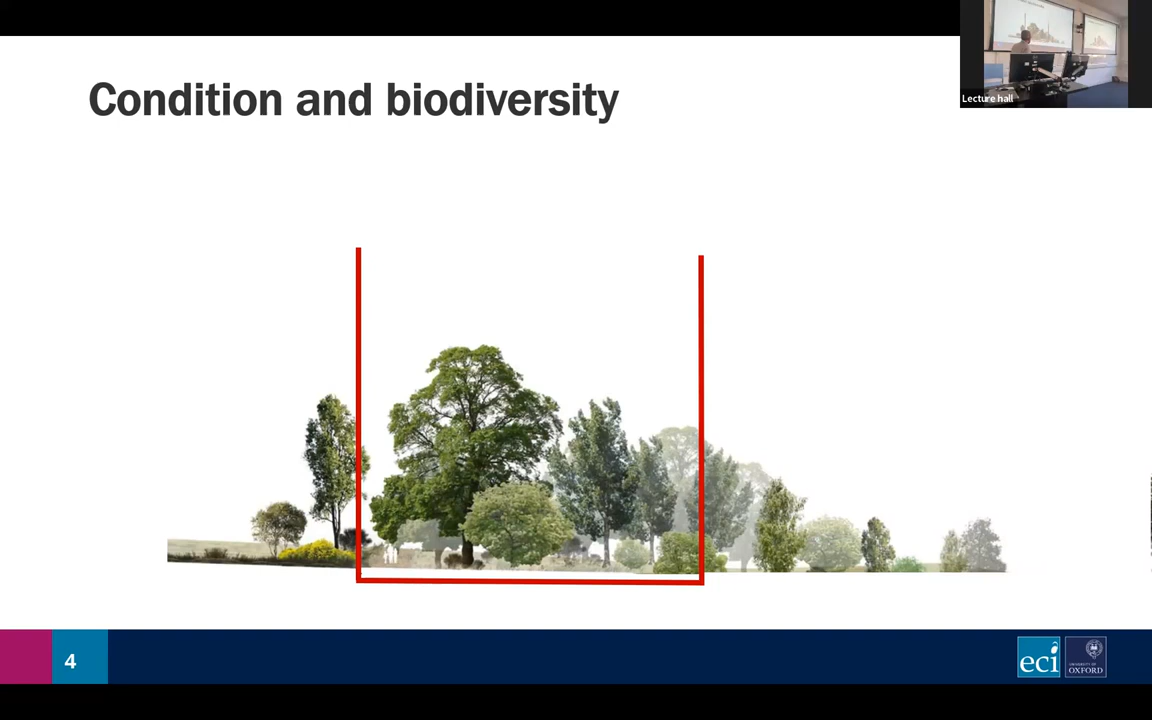 Condition and biodiversity
Lecture hall
4
eci
UNIVERSITY OF
OXFORD